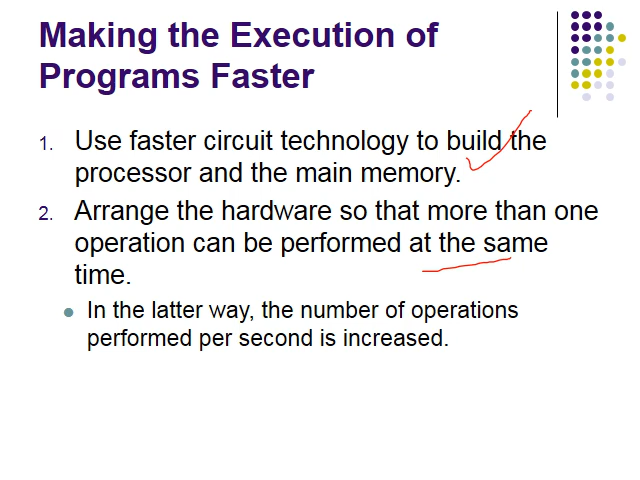 Making the Execution of
Programs Faster
1. Use faster circuit technology to build the
processor and the main memory.
2. Arrange the hardware so that more than one
operation can be performed at the same
time.
In the latter way, the number of operations
performed per second is increased.